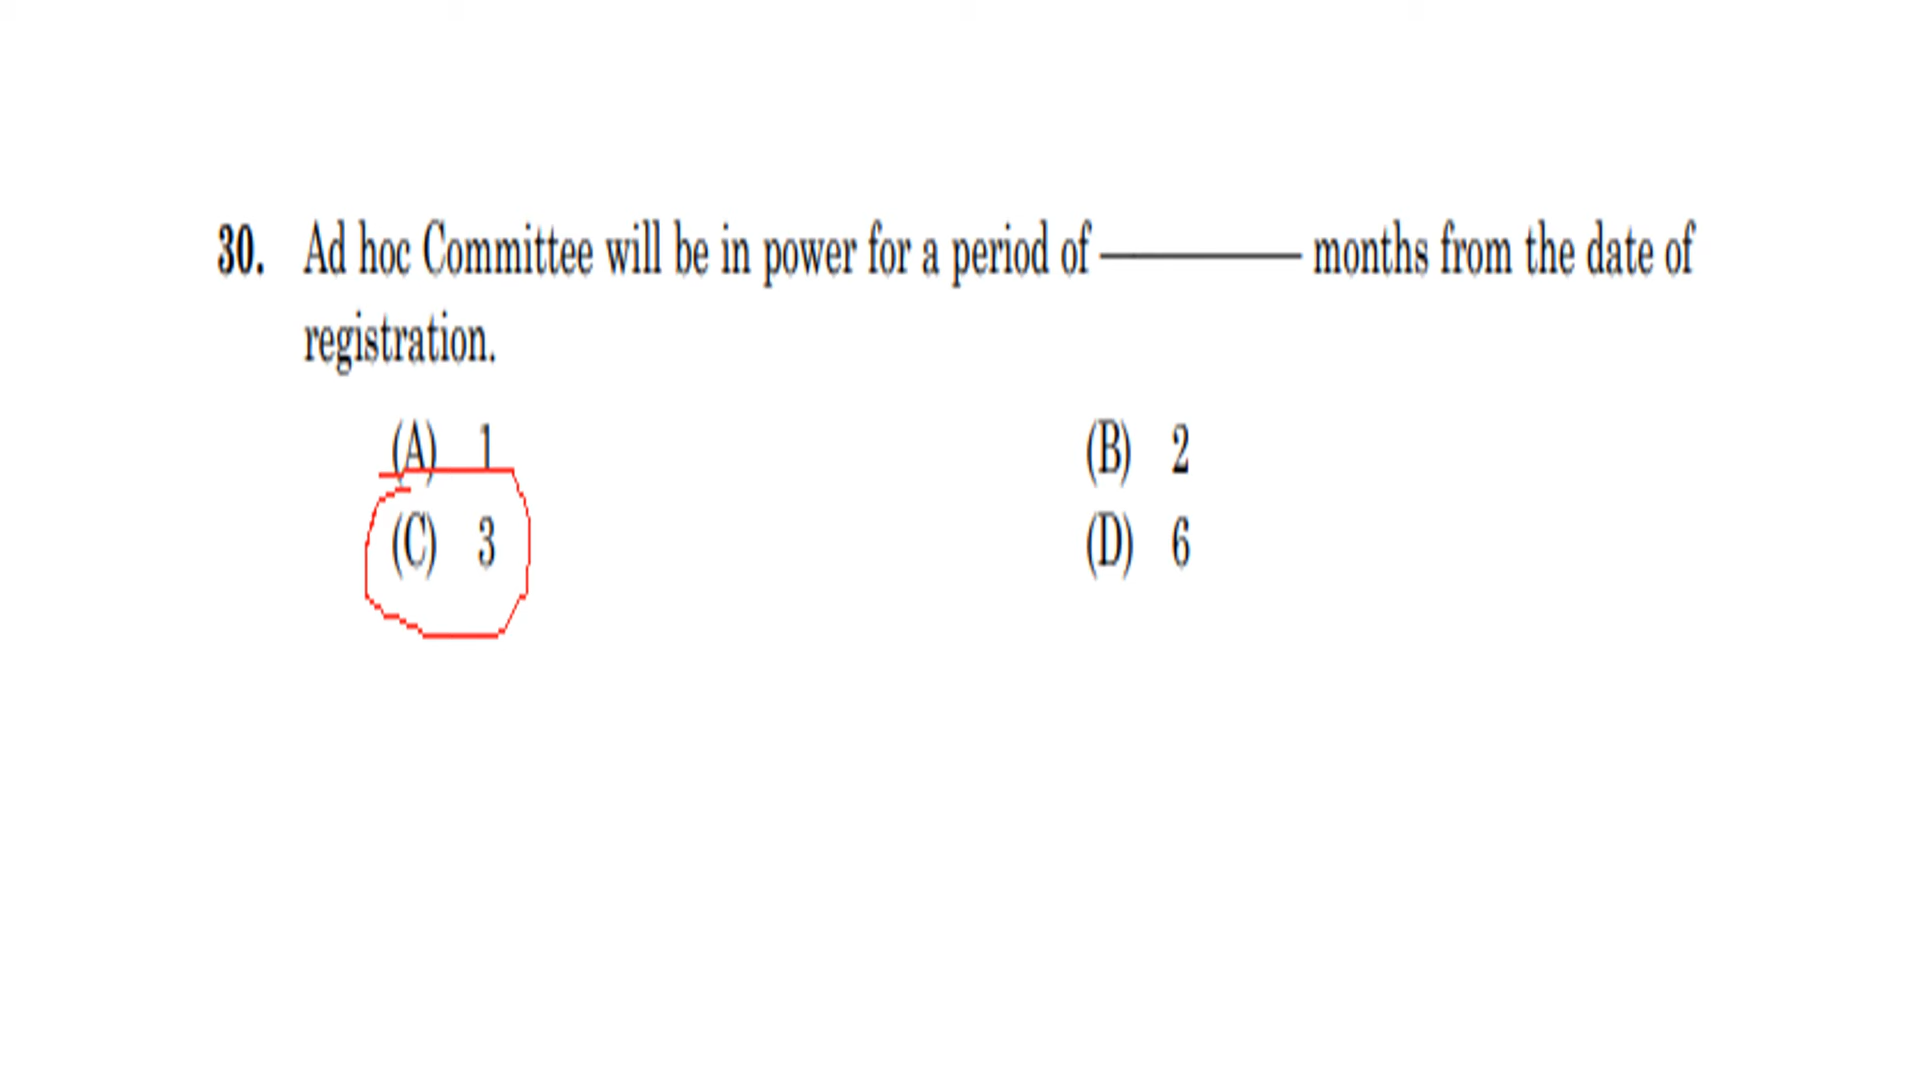 30. Ad hoc Committee will be in power for a period of ———— months from the date of
registration.
(A) 1 (B) 2
(C) 3 (D) 6